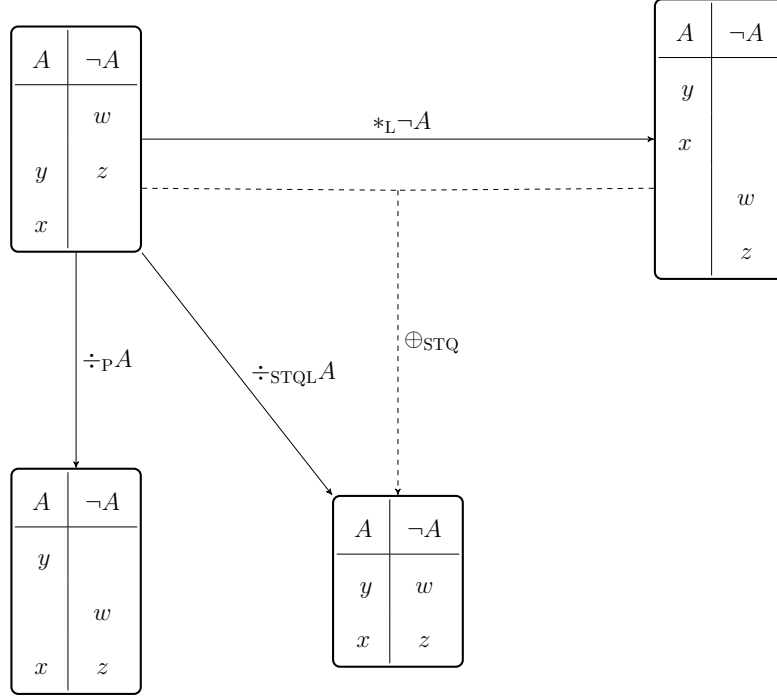 A ¬A
w
y z
x
∗L¬A
A ¬A
y
x
w
z
⊕STQ
÷PA
÷STQLA
A ¬A
y
w
x z
A ¬A
y w
x z